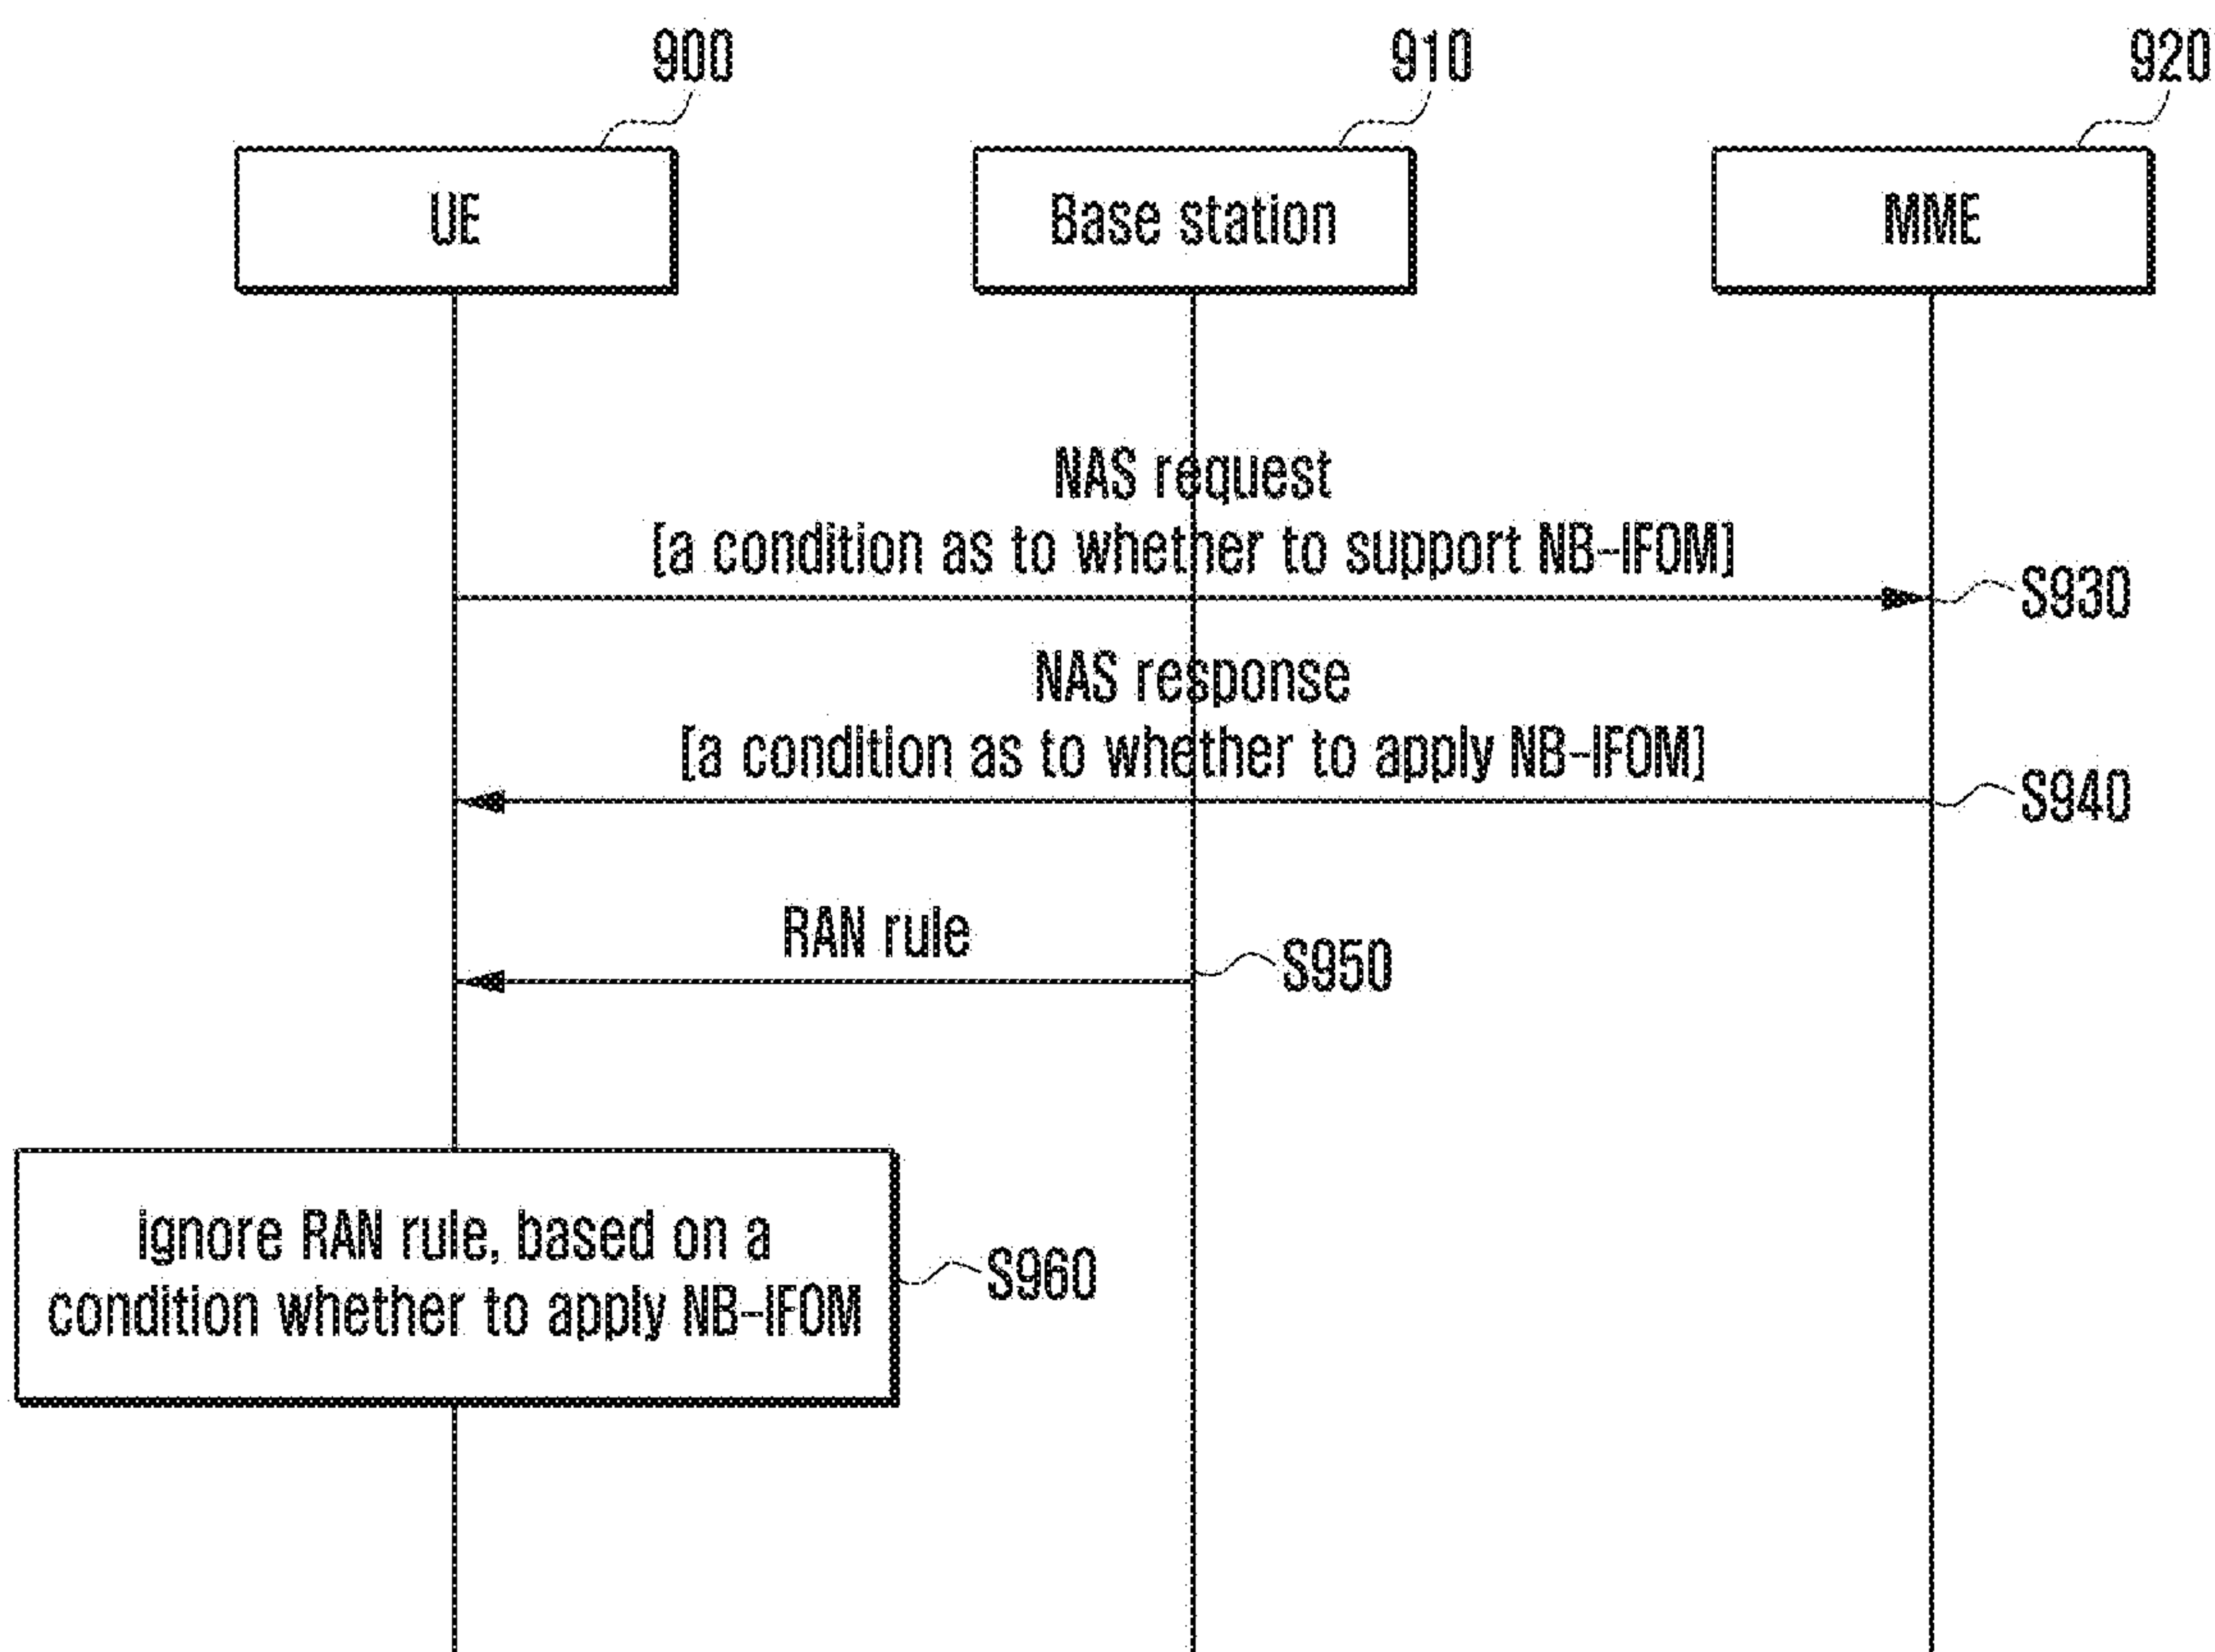 900
910
920
UE
Base station
MME
NAS request
[a condition as to whether to support NB-IFOM]
S930
NAS response
[a condition as to whether to apply NB-IFOM]
S940
RAN rule
S950
ignore RAN rule, based on a
condition whether to apply NB-IFOM
S960